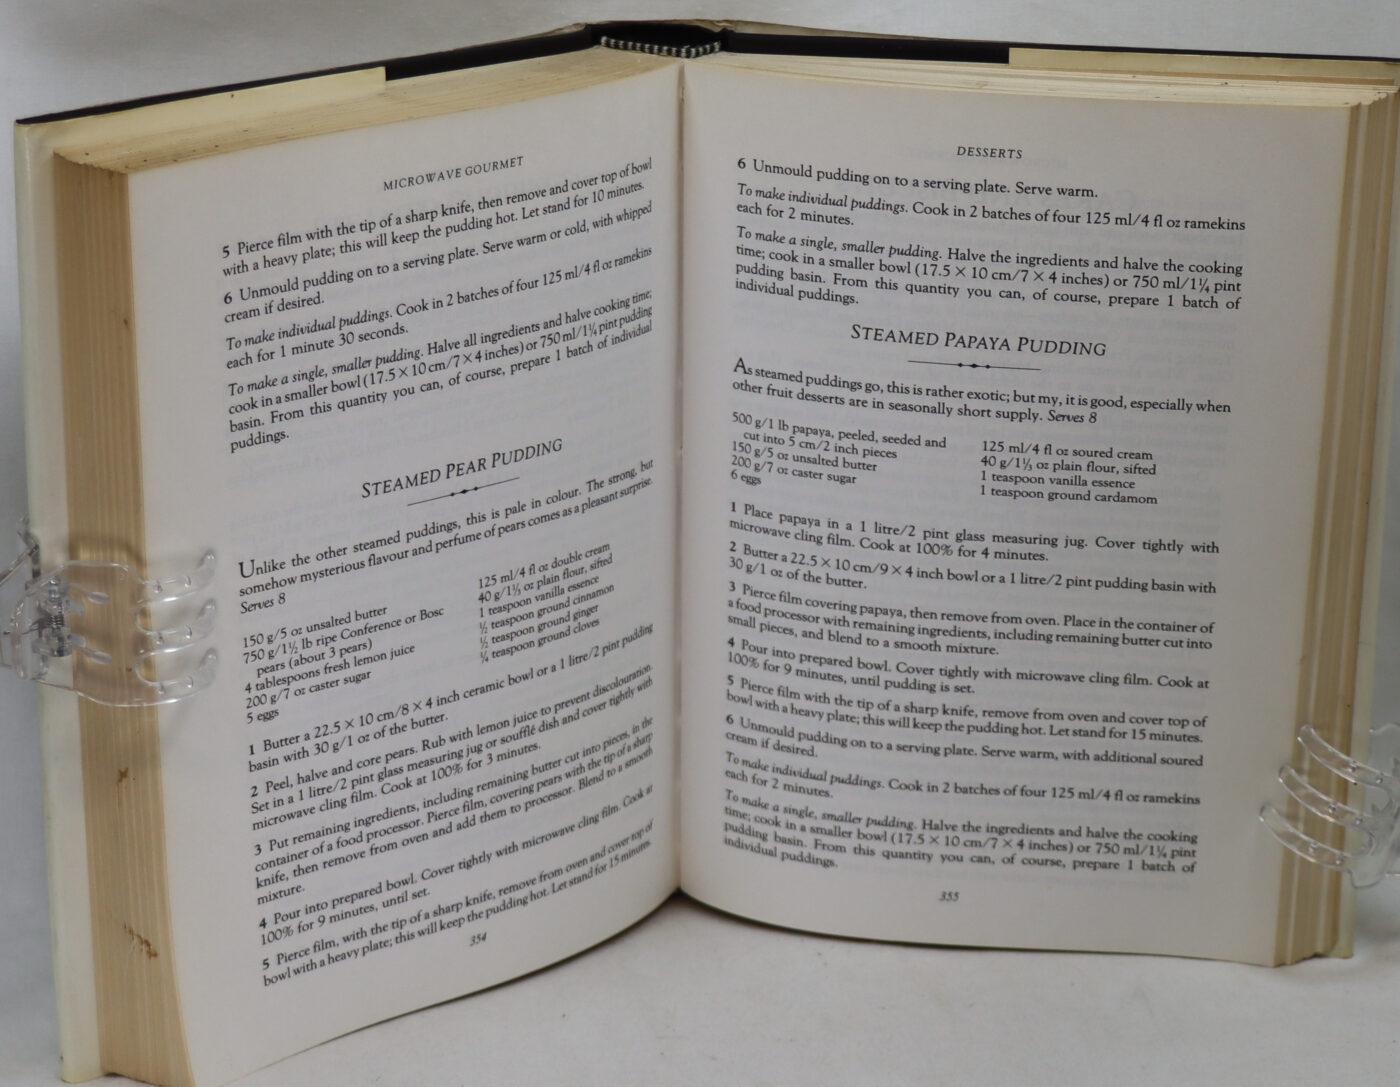 MICROWAVE GOURMET
5 Pierce film with the tip of a sharp knife, then remove and cover top of bowl
with a heavy plate; this will keep the pudding hot. Let stand for 10 minutes.
6 Unmould pudding on to a serving plate. Serve warm or cold, with whipped
cream if desired.
To make individual puddings. Cook in 2 batches of four 125 ml/4 fl oz ramekins
each for 1 minute 30 seconds.
To make a single, smaller pudding. Halve all ingredients and halve cooking time;
cook in a smaller bowl (17.5 × 10 cm/7 × 4 inches) or 750 ml/1¼ pint pudding
basin. From this quantity you can, of course, prepare 1 batch of individual
puddings.
STEAMED PEAR PUDDING
Unlike the other steamed puddings, this is pale in colour. The strong, but
somehow mysterious flavour and perfume of pears comes as a pleasant surprise.
Serves 8
150 g/5 oz unsalted butter
750 g/1½ lb ripe Conference or Bosc
pears (about 3 pears)
4 tablespoons fresh lemon juice
200 g/7 oz caster sugar
5 eggs
125 ml/4 fl oz double cream
40 g/1⅓ oz plain flour, sifted
1 teaspoon vanilla essence
½ teaspoon ground cinnamon
½ teaspoon ground ginger
¼ teaspoon ground cloves
1 Butter a 22.5 × 10 cm/8 × 4 inch ceramic bowl or a 1 litre/2 pint pudding
basin with 30 g/1 oz of the butter.
2 Peel, halve and core pears. Rub with lemon juice to prevent discolouration.
Set in a 1 litre/2 pint glass measuring jug or soufflé dish and cover tightly with
microwave cling film. Cook at 100% for 3 minutes.
3 Put remaining ingredients, including remaining butter cut into pieces, in the
container of a food processor. Pierce film, covering pears with the tip of a sharp
knife, then remove from oven and add them to processor. Blend to a smooth
mixture.
4 Pour into prepared bowl. Cover tightly with microwave cling film. Cook at
100% for 9 minutes, until set.
5 Pierce film, with the tip of a sharp knife, remove from oven and cover top of
bowl with a heavy plate; this will keep the pudding hot. Let stand for 15 minutes.
354
DESSERTS
6 Unmould pudding on to a serving plate. Serve warm.
To make individual puddings. Cook in 2 batches of four 125 ml/4 fl oz ramekins
each for 2 minutes.
To make a single, smaller pudding. Halve the ingredients and halve the cooking
time; cook in a smaller bowl (17.5 × 10 cm/7 × 4 inches) or 750 ml/1¼ pint
pudding basin. From this quantity you can, of course, prepare 1 batch of
individual puddings.
STEAMED PAPAYA PUDDING
As steamed puddings go, this is rather exotic; but my, it is good, especially when
other fruit desserts are in seasonally short supply. Serves 8
500 g/1 lb papaya, peeled, seeded and
cut into 5 cm/2 inch pieces
150 g/5 oz unsalted butter
200 g/7 oz caster sugar
6 eggs
125 ml/4 fl oz soured cream
40 g/1⅓ oz plain flour, sifted
1 teaspoon vanilla essence
1 teaspoon ground cardamom
1 Place papaya in a 1 litre/2 pint glass measuring jug. Cover tightly with
microwave cling film. Cook at 100% for 4 minutes.
2 Butter a 22.5 × 10 cm/9 × 4 inch bowl or a 1 litre/2 pint pudding basin with
30 g/1 oz of the butter.
3 Pierce film covering papaya, then remove from oven. Place in the container of
a food processor with remaining ingredients, including remaining butter cut into
small pieces, and blend to a smooth mixture.
4 Pour into prepared bowl. Cover tightly with microwave cling film. Cook at
100% for 9 minutes, until pudding is set.
5 Pierce film with the tip of a sharp knife, remove from oven and cover top of
bowl with a heavy plate; this will keep the pudding hot. Let stand for 15 minutes.
6 Unmould pudding on to a serving plate. Serve warm, with additional soured
cream if desired.
To make individual puddings. Cook in 2 batches of four 125 ml/4 fl oz ramekins
each for 2 minutes.
To make a single, smaller pudding. Halve the ingredients and halve the cooking
time; cook in a smaller bowl (17.5 × 10 cm/7 × 4 inches) or 750 ml/1¼ pint
pudding basin. From this quantity you can, of course, prepare 1 batch of
individual puddings.
355